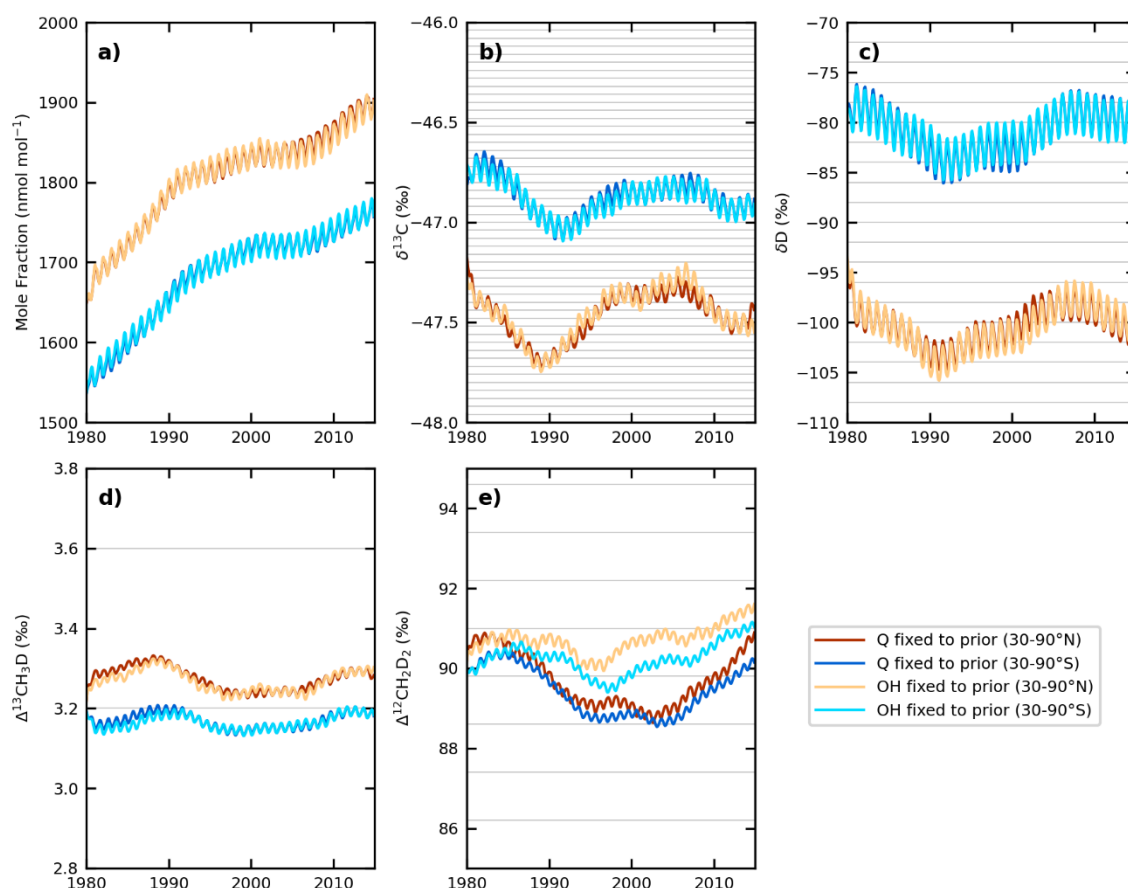 a)
Mole Fraction (nmol mol⁻¹)
2000
1900
1800
1700
1600
1500
1980 1990 2000 2010
b)
δ¹³C (‰)
−46.0
−46.5
−47.0
−47.5
−48.0
1980 1990 2000 2010
c)
δD (‰)
−70
−75
−80
−85
−90
−95
−100
−105
−110
1980 1990 2000 2010
d)
Δ¹³CH₃D (‰)
3.8
3.6
3.4
3.2
3.0
2.8
1980 1990 2000 2010
e)
Δ¹²CH₂D₂ (‰)
94
92
90
88
86
1980 1990 2000 2010
Q fixed to prior (30-90°N)
Q fixed to prior (30-90°S)
OH fixed to prior (30-90°N)
OH fixed to prior (30-90°S)